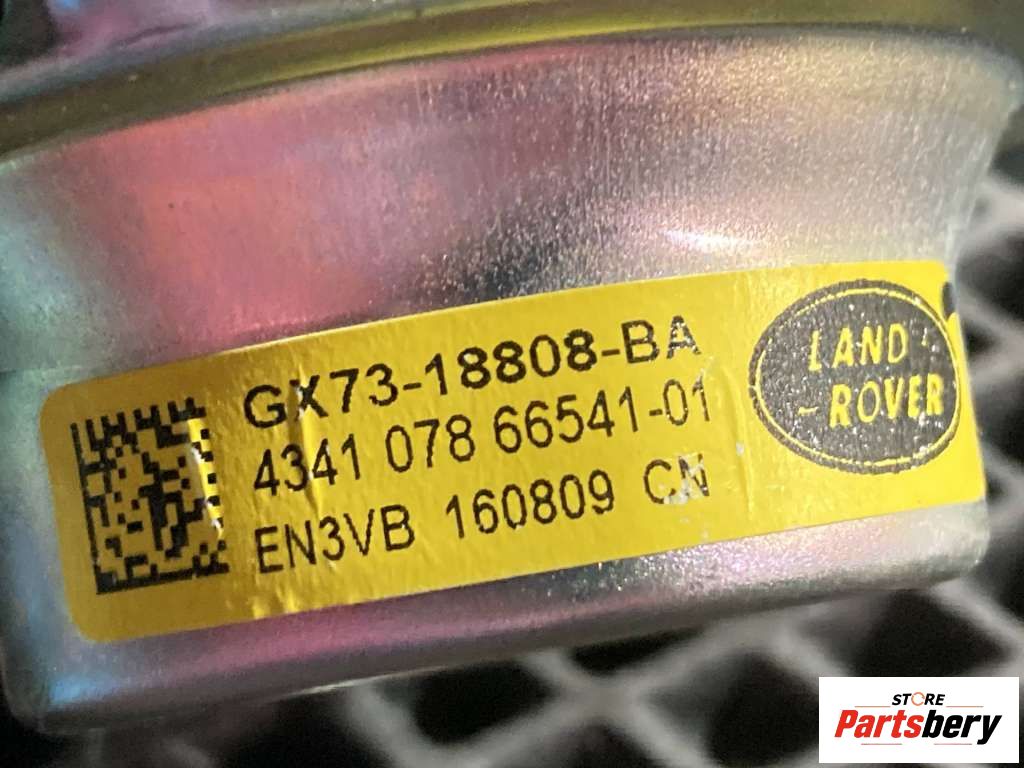 GX73-18808-BA
4341 078 66541-01
EN3VB 160809 CN
LAND
- ROVER
STORE
Partsbery